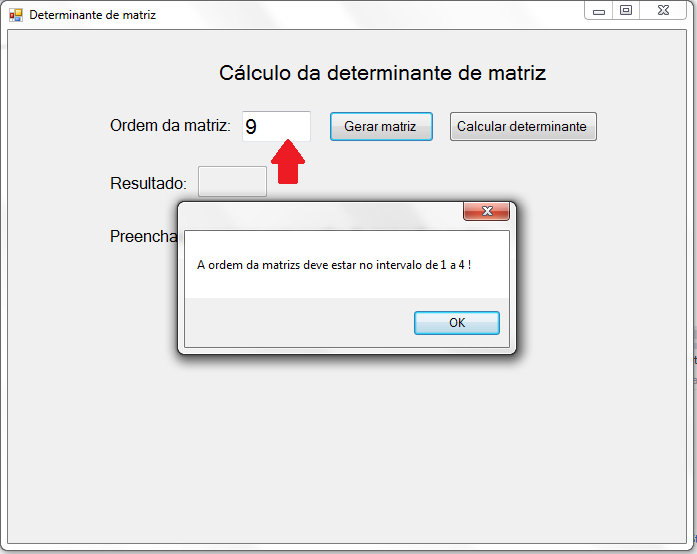 Determinante de matriz
Cálculo da determinante de matriz
Ordem da matriz: 9 Gerar matriz Calcular determinante
Resultado:
Preencha
A ordem da matrizs deve estar no intervalo de 1 a 4 !
OK